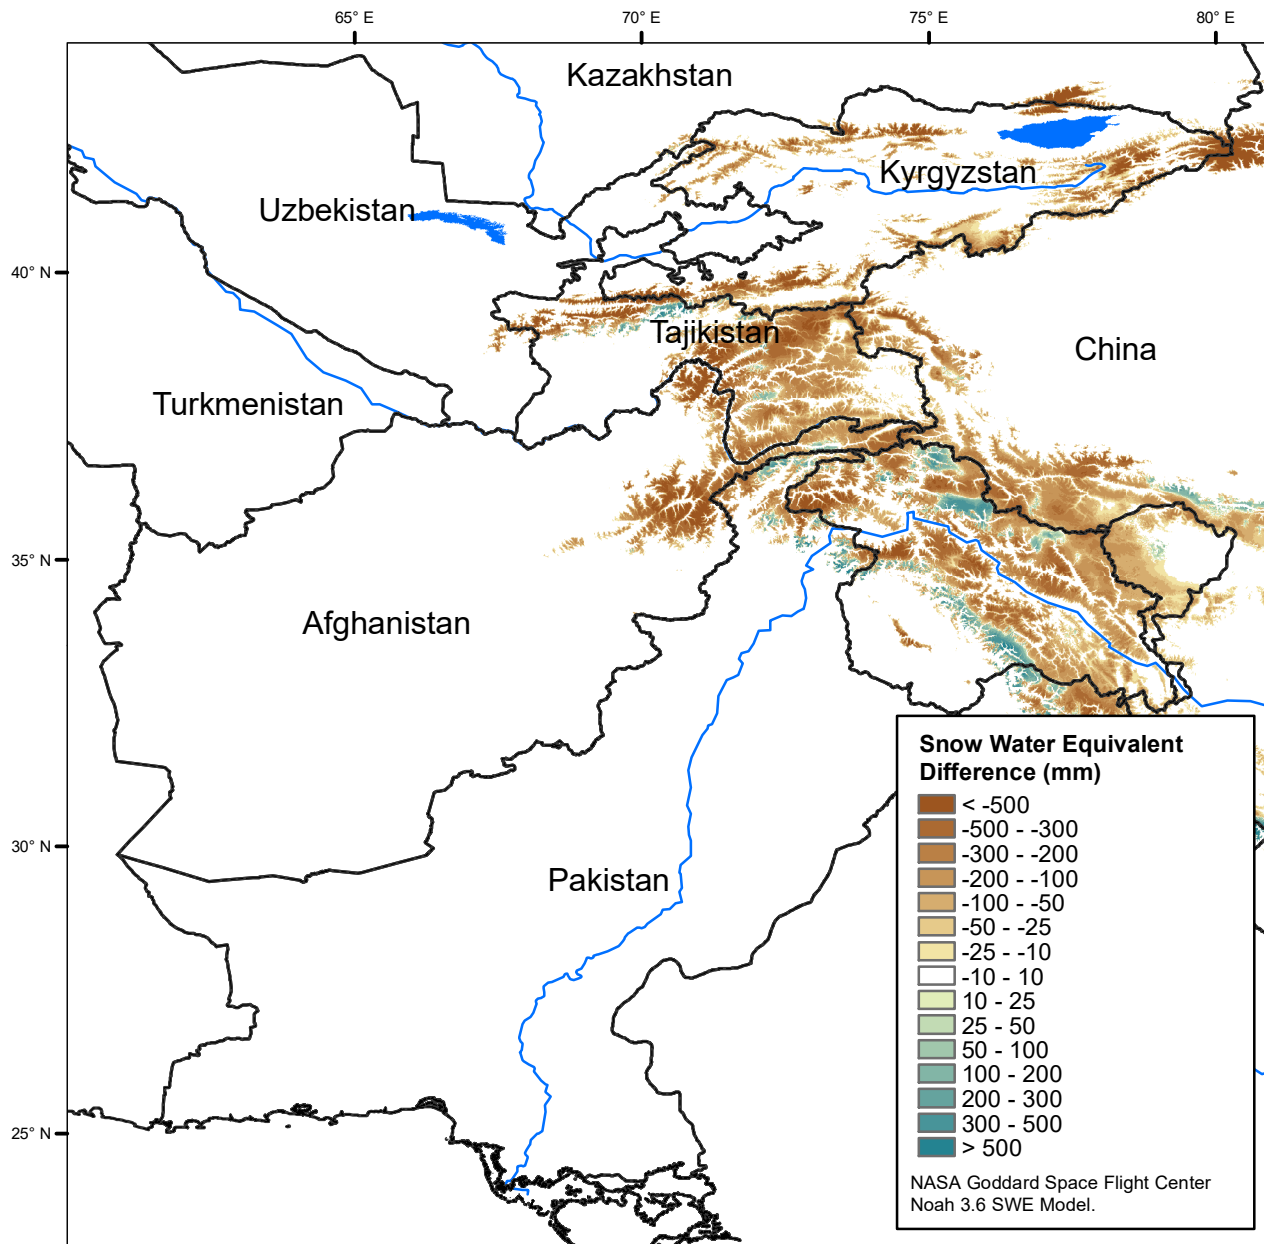 65° E
70° E
75° E
80° E
Kazakhstan
Kyrgyzstan
Uzbekistan
40° N
Tajikistan
China
Turkmenistan
35° N
Afghanistan
Snow Water Equivalent
Difference (mm)
< -500
-500 - -300
-300 - -200
-200 - -100
-100 - -50
-50 - -25
-25 - -10
-10 - 10
10 - 25
25 - 50
50 - 100
100 - 200
200 - 300
300 - 500
> 500
30° N
Pakistan
25° N
NASA Goddard Space Flight Center
Noah 3.6 SWE Model.